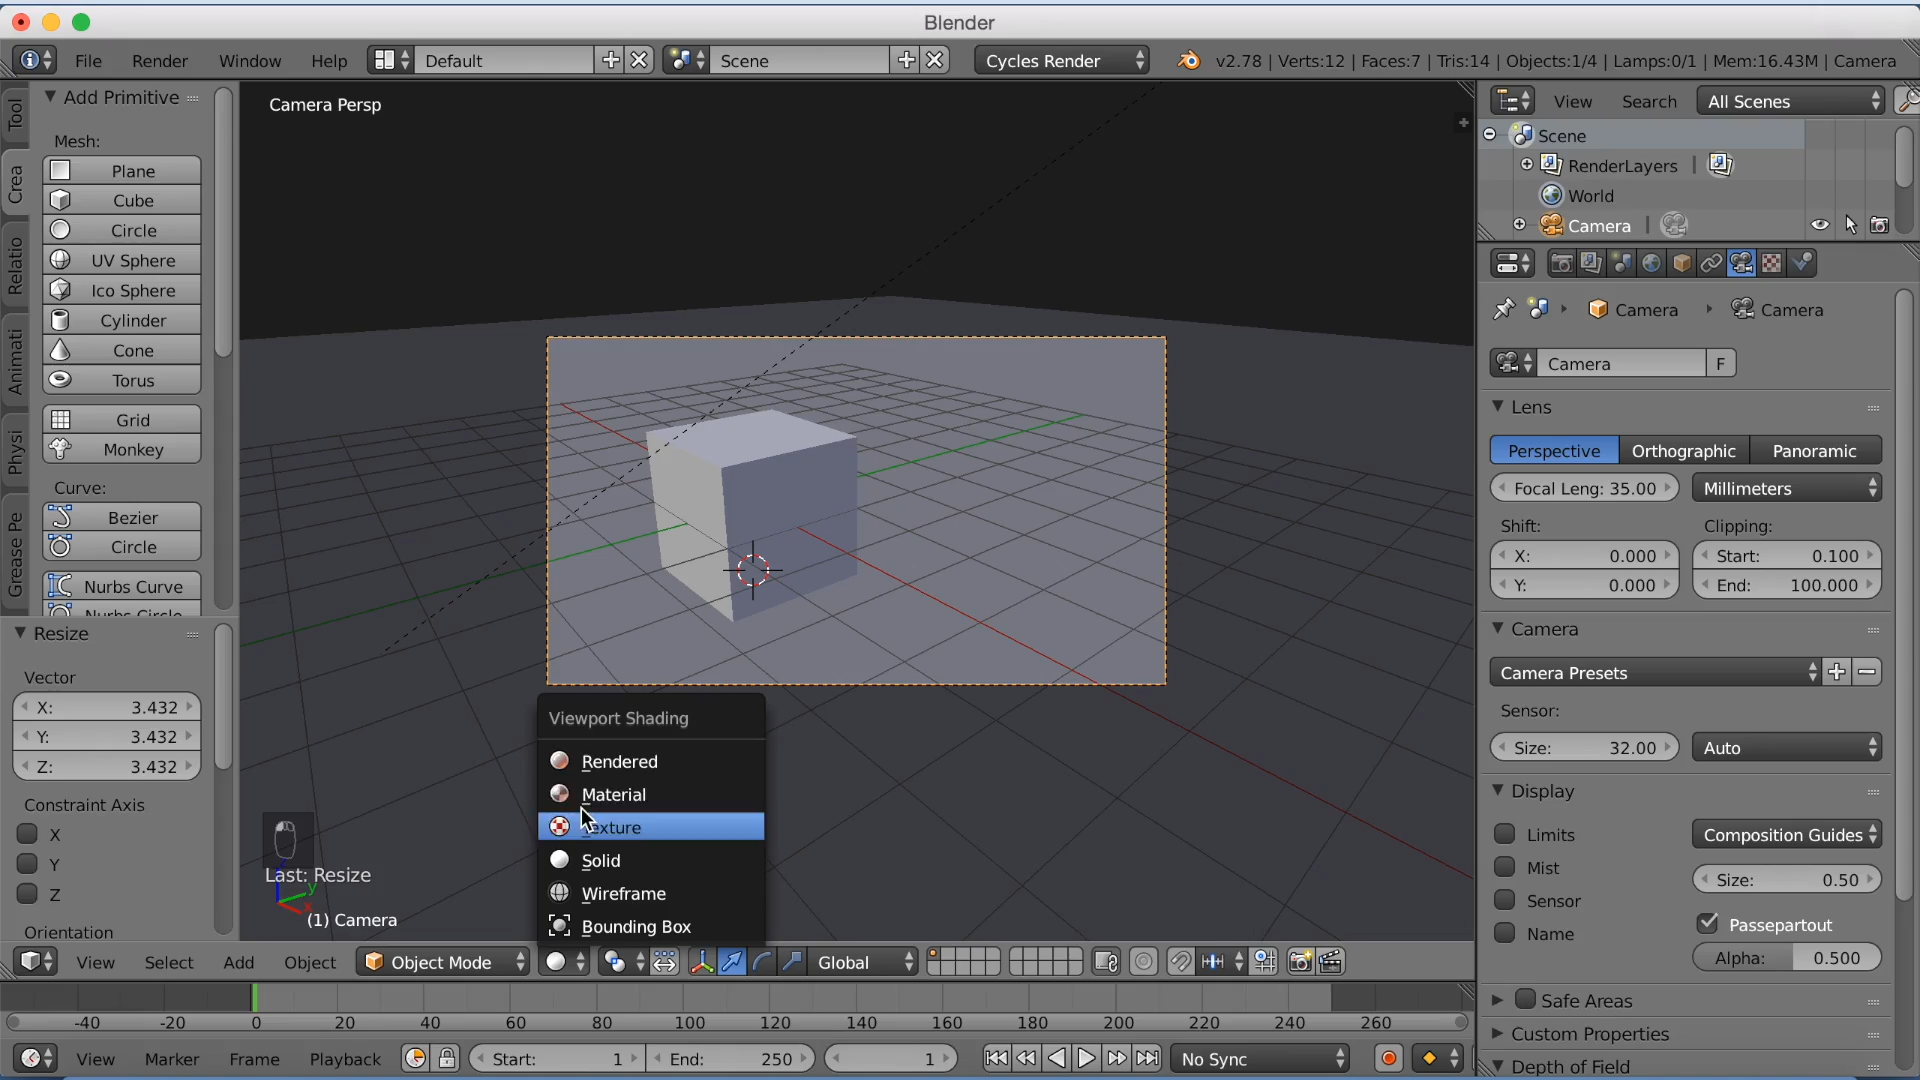 Blender
File Render Window Help Default Scene Cycles Render v2.78 | Verts:12 | Faces:7 | Tris:14 | Objects:1/4 | Lamps:0/1 | Mem:16.43M | Camera
Tool
Crea
Relatio
Animati
Physi
Grease Pe
Add Primitive
Mesh:
Plane
Cube
Circle
UV Sphere
Ico Sphere
Cylinder
Cone
Torus
Grid
Monkey
Curve:
Bezier
Circle
Nurbs Curve
Nurbs Circle
Resize
Vector
X: 3.432
Y: 3.432
Z: 3.432
Constraint Axis
X
Y
Z
Orientation
Camera Persp
Viewport Shading
Rendered
Material
Texture
Solid
Wireframe
Bounding Box
Last: Resize
y
x
(1) Camera
View Select Add Object Object Mode Global
-40 -20 0 20 40 60 80 100 120 140 160 180 200 220 240 260
View Marker Frame Playback Start: 1 End: 250 1 No Sync
View Search All Scenes
Scene
RenderLayers |
World
Camera |
Camera Camera
Camera F
Lens
Perspective Orthographic Panoramic
Focal Leng: 35.00 Millimeters
Shift: Clipping:
X: 0.000 Start: 0.100
Y: 0.000 End: 100.000
Camera
Camera Presets
Sensor:
Size: 32.00 Auto
Display
Limits Composition Guides
Mist Size: 0.50
Sensor Passepartout
Name Alpha: 0.500
Safe Areas
Custom Properties
Depth of Field